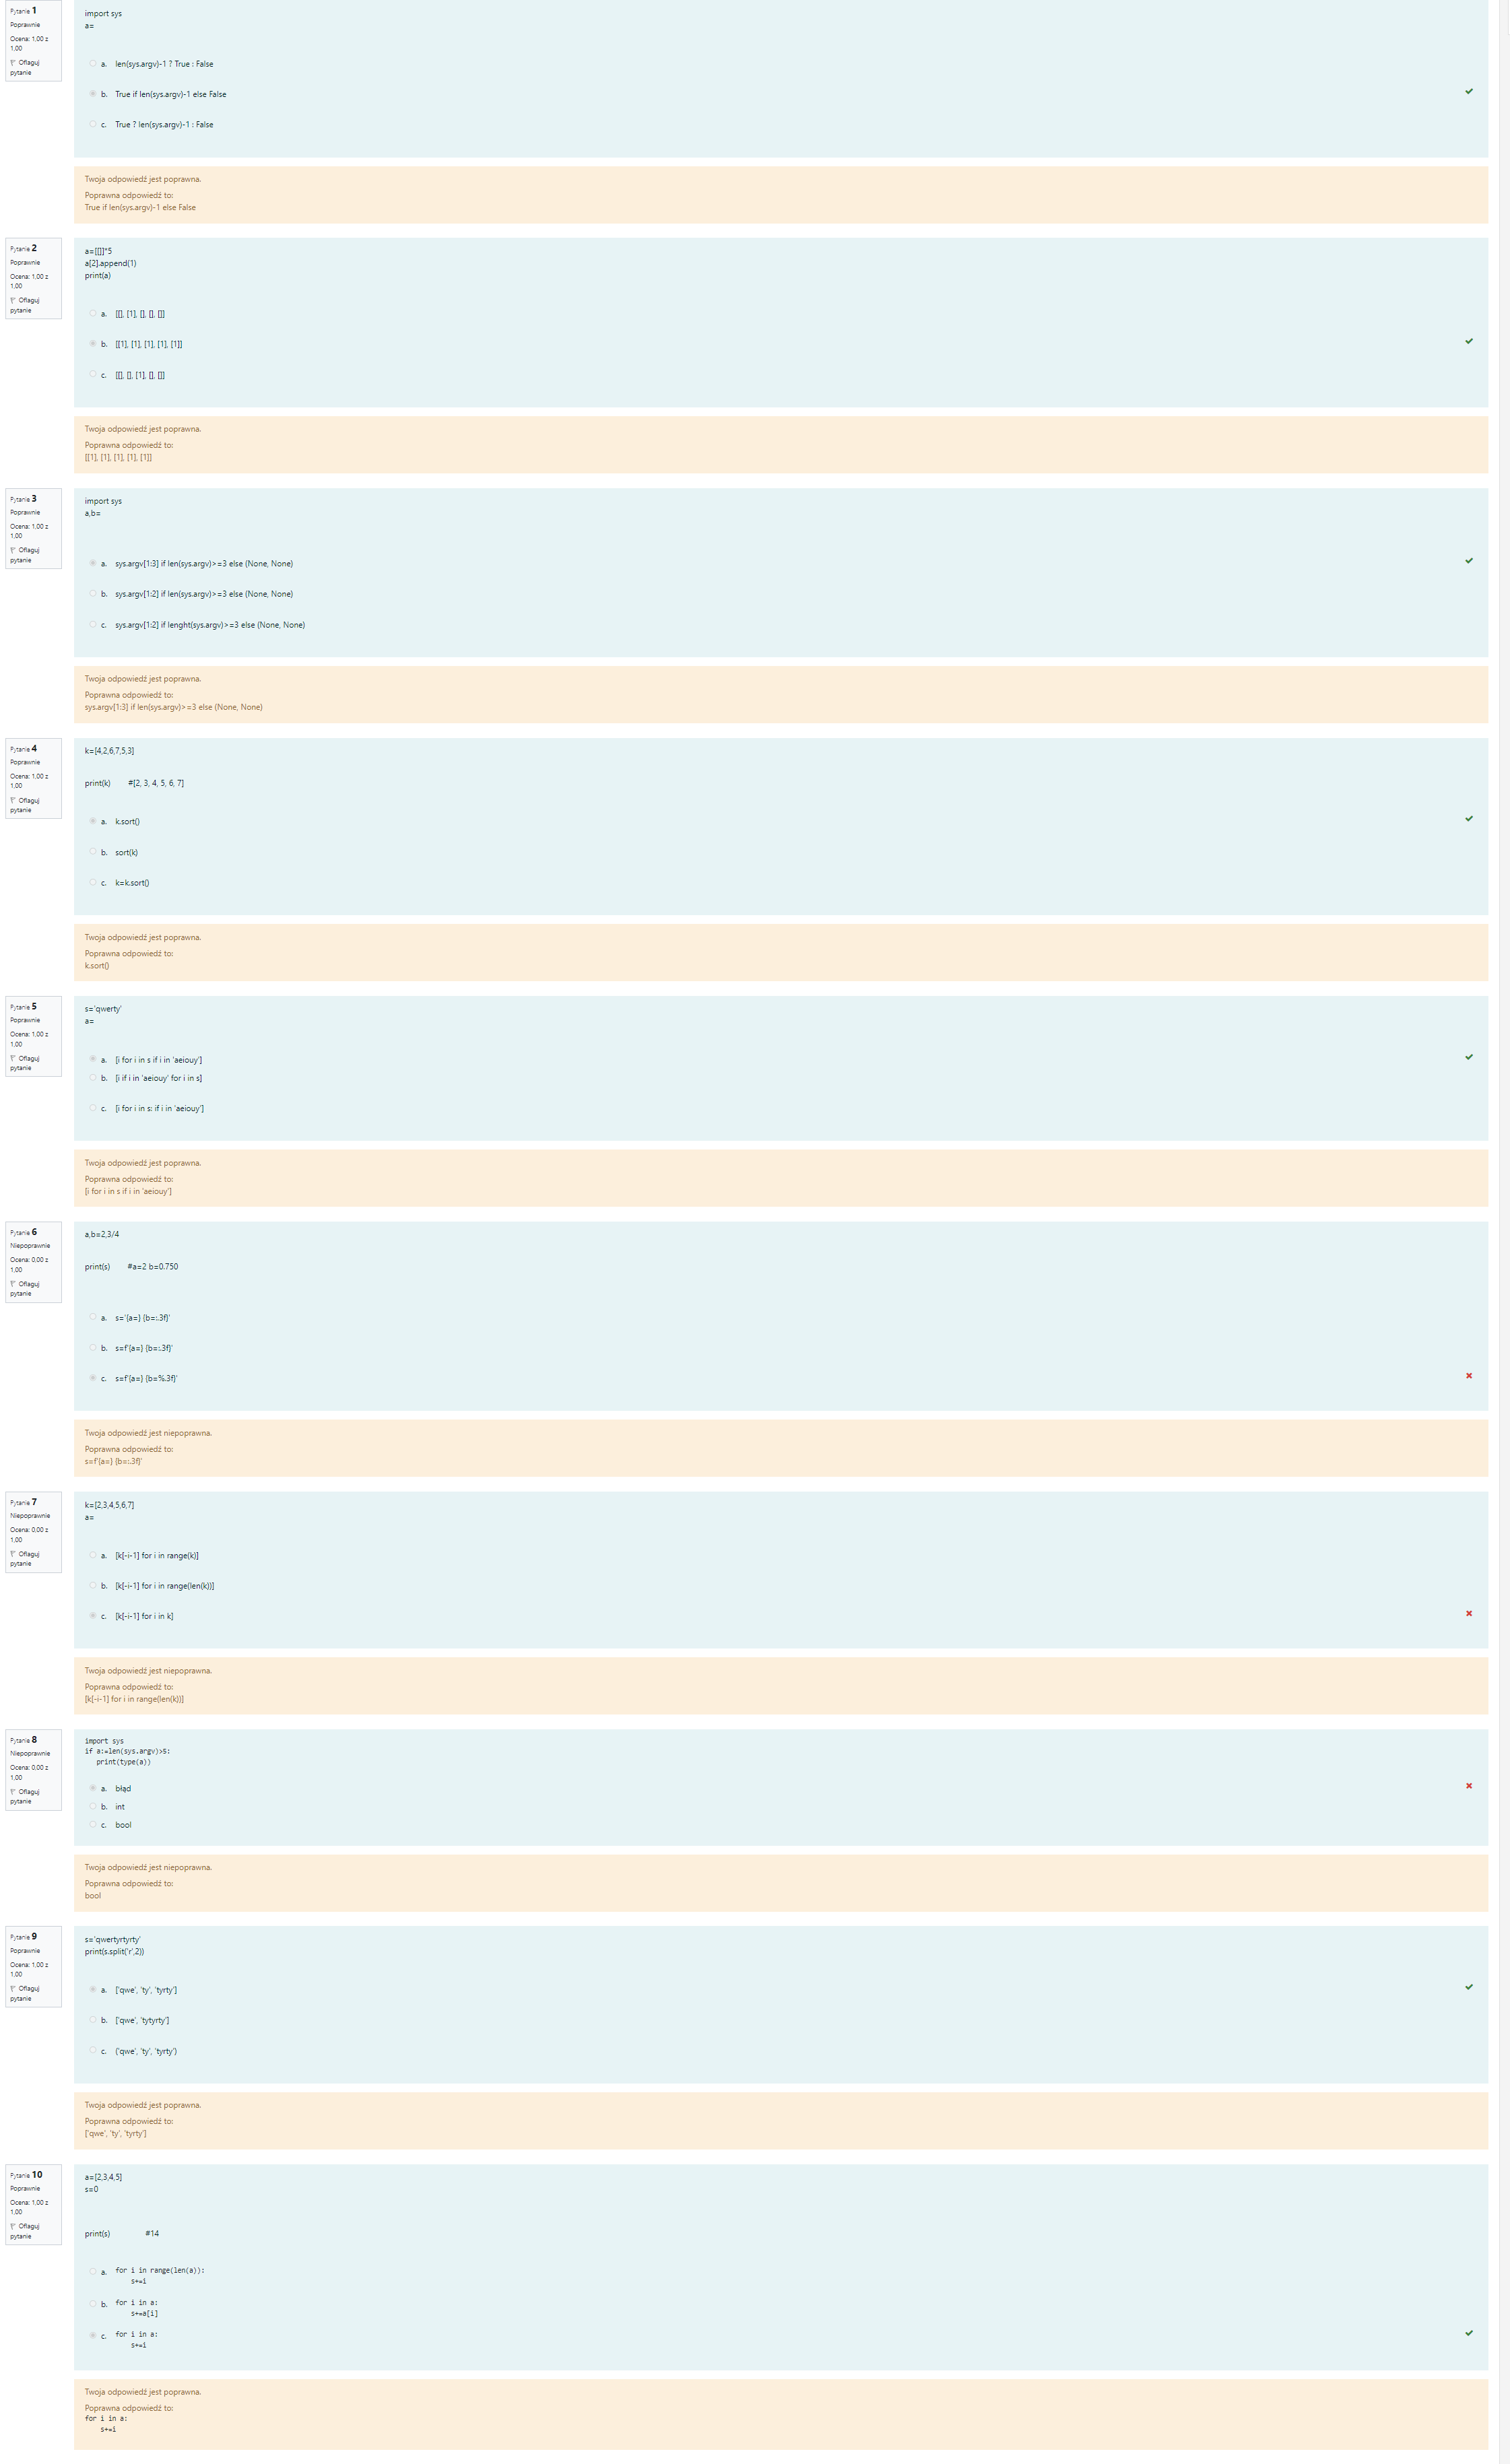 Pytanie 1
Poprawnie
Ocena: 1,00 z
1,00
Oflaguj
pytanie
import sys
a=
a. len(sys.argv)-1 ? True : False
b. True if len(sys.argv)-1 else False
c. True ? len(sys.argv)-1 : False
Twoja odpowiedź jest poprawna.
Poprawna odpowiedź to:
True if len(sys.argv)-1 else False
Pytanie 2
Poprawnie
Ocena: 1,00 z
1,00
Oflaguj
pytanie
a=[[]]*5
a[2].append(1)
print(a)
a. [[], [1], [], [], []]
b. [[1], [1], [1], [1], [1]]
c. [[], [], [1], [], []]
Twoja odpowiedź jest poprawna.
Poprawna odpowiedź to:
[[1], [1], [1], [1], [1]]
Pytanie 3
Poprawnie
Ocena: 1,00 z
1,00
Oflaguj
pytanie
import sys
a,b=
a. sys.argv[1:3] if len(sys.argv)>=3 else (None, None)
b. sys.argv[1:2] if len(sys.argv)>=3 else (None, None)
c. sys.argv[1:2] if lenght(sys.argv)>=3 else (None, None)
Twoja odpowiedź jest poprawna.
Poprawna odpowiedź to:
sys.argv[1:3] if len(sys.argv)>=3 else (None, None)
Pytanie 4
Poprawnie
Ocena: 1,00 z
1,00
Oflaguj
pytanie
k=[4,2,6,7,5,3]
print(k) #[2, 3, 4, 5, 6, 7]
a. k.sort()
b. sort(k)
c. k=k.sort()
Twoja odpowiedź jest poprawna.
Poprawna odpowiedź to:
k.sort()
Pytanie 5
Poprawnie
Ocena: 1,00 z
1,00
Oflaguj
pytanie
s='qwerty'
a=
a. [i for i in s if i in 'aeiouy']
b. [i if i in 'aeiouy' for i in s]
c. [i for i in s: if i in 'aeiouy']
Twoja odpowiedź jest poprawna.
Poprawna odpowiedź to:
[i for i in s if i in 'aeiouy']
Pytanie 6
Niepoprawnie
Ocena: 0,00 z
1,00
Oflaguj
pytanie
a,b=2,3/4
print(s) #a=2 b=0.750
a. s='{a=} {b=:.3f}'
b. s=f'{a=} {b=:.3f}'
c. s=f'{a=} {b=%.3f}'
Twoja odpowiedź jest niepoprawna.
Poprawna odpowiedź to:
s=f'{a=} {b=:.3f}'
Pytanie 7
Niepoprawnie
Ocena: 0,00 z
1,00
Oflaguj
pytanie
k=[2,3,4,5,6,7]
a=
a. [k[-i-1] for i in range(k)]
b. [k[-i-1] for i in range(len(k))]
c. [k[-i-1] for i in k]
Twoja odpowiedź jest niepoprawna.
Poprawna odpowiedź to:
[k[-i-1] for i in range(len(k))]
Pytanie 8
Niepoprawnie
Ocena: 0,00 z
1,00
Oflaguj
pytanie
import sys
if a:=len(sys.argv)>5:
print(type(a))
a. błąd
b. int
c. bool
Twoja odpowiedź jest niepoprawna.
Poprawna odpowiedź to:
bool
Pytanie 9
Poprawnie
Ocena: 1,00 z
1,00
Oflaguj
pytanie
s='qwertyrtyrty'
print(s.split('r',2))
a. ['qwe', 'ty', 'tyrty']
b. ['qwe', 'tytyrty']
c. ('qwe', 'ty', 'tyrty')
Twoja odpowiedź jest poprawna.
Poprawna odpowiedź to:
['qwe', 'ty', 'tyrty']
Pytanie 10
Poprawnie
Ocena: 1,00 z
1,00
Oflaguj
pytanie
a=[2,3,4,5]
s=0
print(s) #14
a. for i in range(len(a)):
s+=i
b. for i in a:
s+=a[i]
c. for i in a:
s+=i
Twoja odpowiedź jest poprawna.
Poprawna odpowiedź to:
for i in a:
s+=i